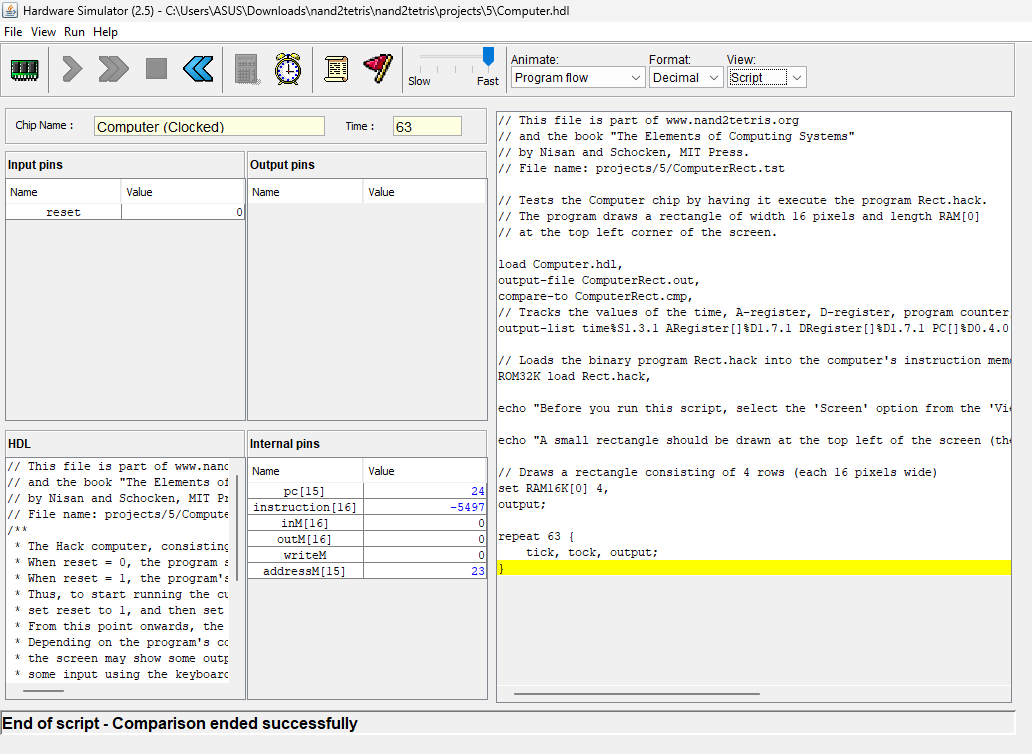 Hardware Simulator (2.5) - C:\Users\ASUS\Downloads\nand2tetris\nand2tetris\projects\5\Computer.hdl
File View Run Help
Slow Fast
Animate: Format: View:
Program flow Decimal Script
Chip Name : Computer (Clocked) Time : 63
Input pins
Name Value
reset 0
Output pins
Name Value
HDL
// This file is part of www.nand
// and the book "The Elements of
// by Nisan and Schocken, MIT Pr
// File name: projects/5/Compute
/**
* The Hack computer, consisting
* When reset = 0, the program s
* When reset = 1, the program's
* Thus, to start running the cu
* set reset to 1, and then set
* From this point onwards, the
* Depending on the program's co
* the screen may show some outp
* some input using the keyboard
Internal pins
Name Value
pc[15] 24
instruction[16] -5497
inM[16] 0
outM[16] 0
writeM 0
addressM[15] 23
// This file is part of www.nand2tetris.org
// and the book "The Elements of Computing Systems"
// by Nisan and Schocken, MIT Press.
// File name: projects/5/ComputerRect.tst
// Tests the Computer chip by having it execute the program Rect.hack.
// The program draws a rectangle of width 16 pixels and length RAM[0]
// at the top left corner of the screen.
load Computer.hdl,
output-file ComputerRect.out,
compare-to ComputerRect.cmp,
// Tracks the values of the time, A-register, D-register, program counter,
output-list time%S1.3.1 ARegister[]%D1.7.1 DRegister[]%D1.7.1 PC[]%D0.4.0
// Loads the binary program Rect.hack into the computer's instruction mem
ROM32K load Rect.hack,
echo "Before you run this script, select the 'Screen' option from the 'Vie
echo "A small rectangle should be drawn at the top left of the screen (the
// Draws a rectangle consisting of 4 rows (each 16 pixels wide)
set RAM16K[0] 4,
output;
repeat 63 {
tick, tock, output;
}
End of script - Comparison ended successfully